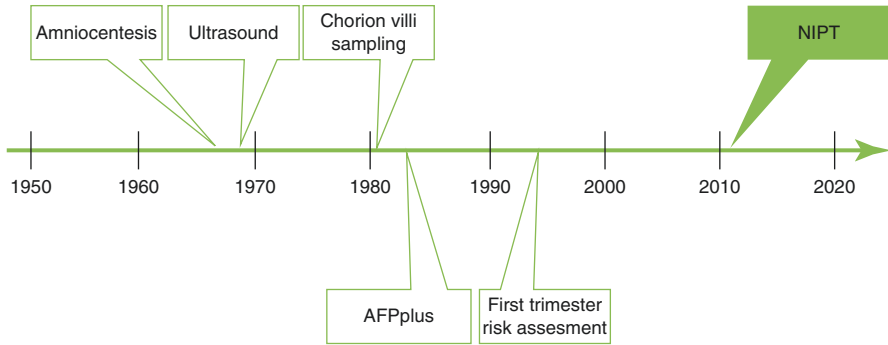 Amniocentesis
Ultrasound
Chorion villi
sampling
NIPT
1950
1960
1970
1980
1990
2000
2010
2020
AFPplus
First trimester
risk assesment